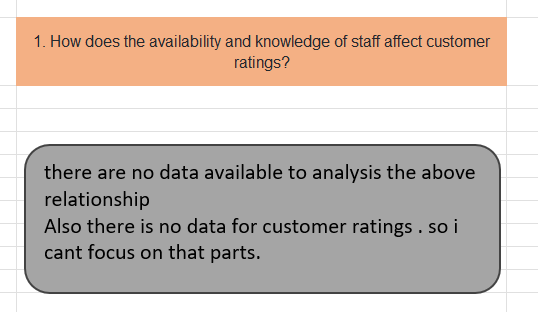 1. How does the availability and knowledge of staff affect customer
ratings?
there are no data available to analysis the above
relationship
Also there is no data for customer ratings . so i
cant focus on that parts.